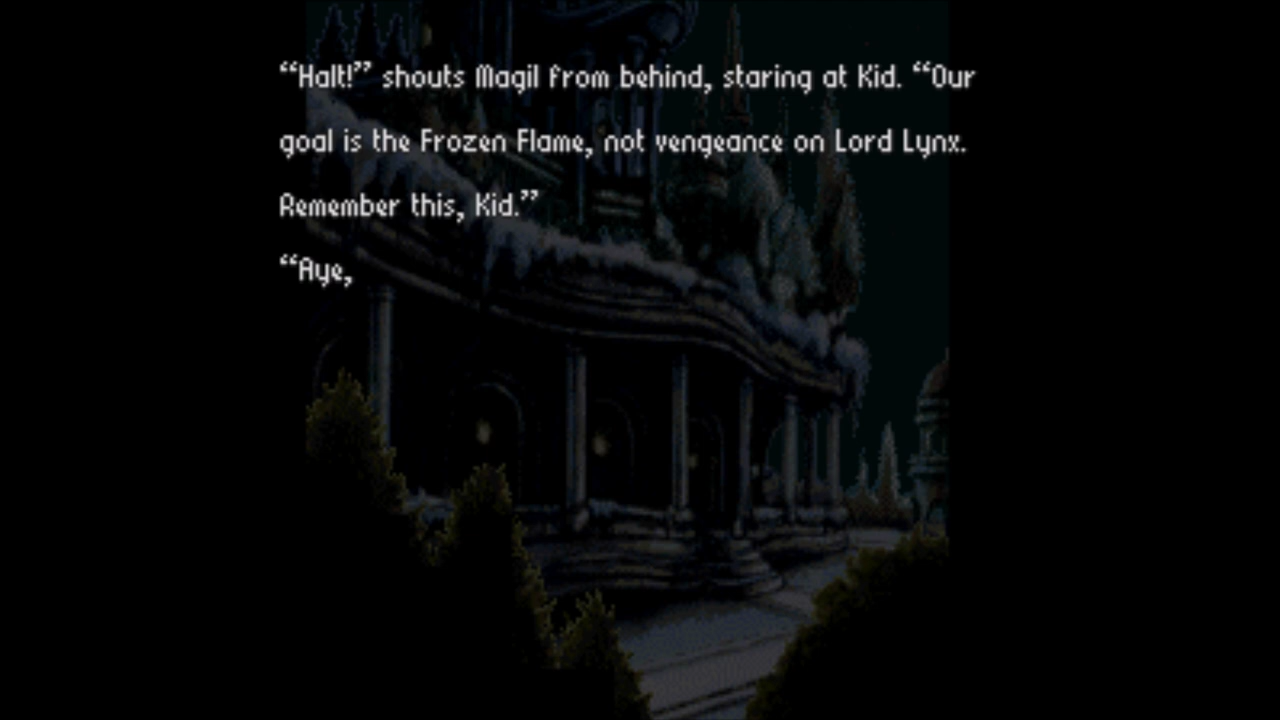 “Halt!” shouts Magil from behind, staring at Kid. “Our
goal is the Frozen Flame, not vengeance on Lord Lynx.
Remember this, Kid.”
“Aye,